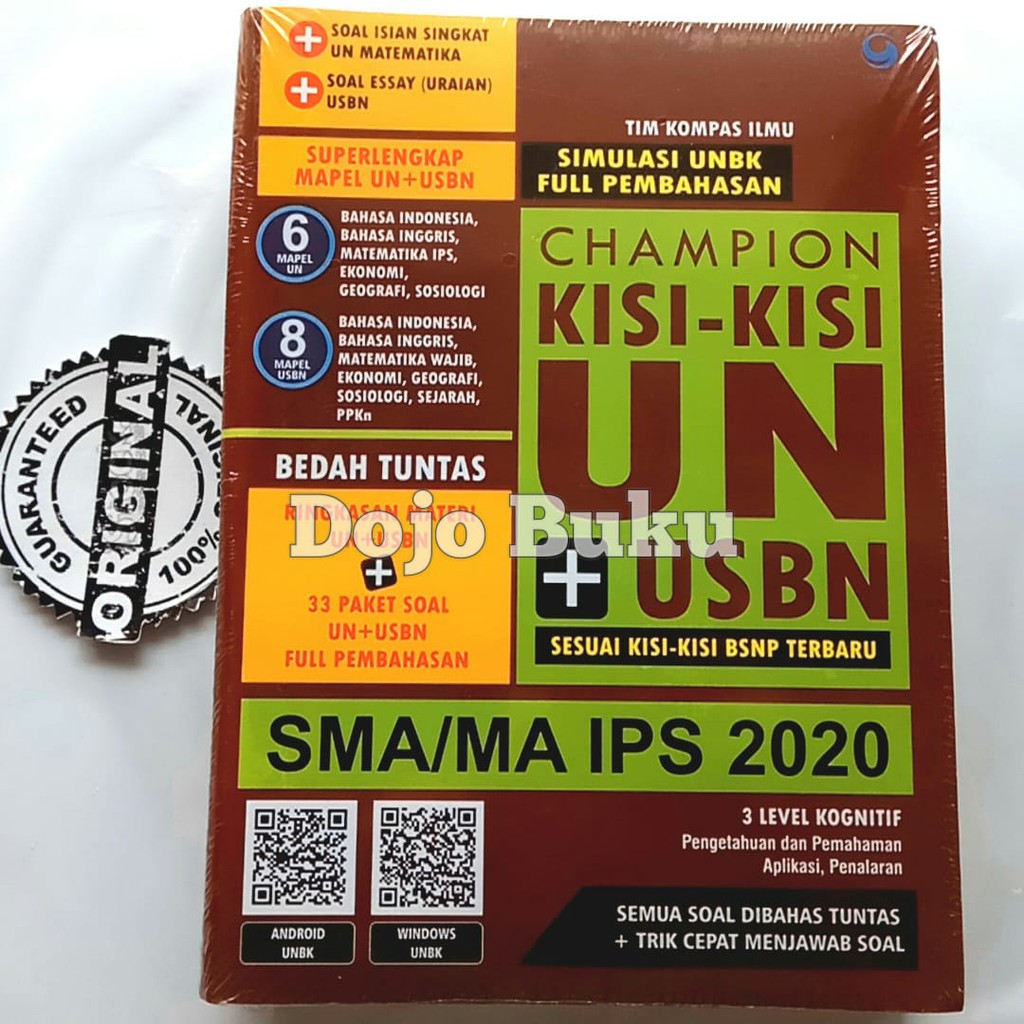 SOAL ISIAN SINGKAT
UN MATEMATIKA
SOAL ESSAY (URAIAN)
USBN
SUPERLENGKAP
MAPEL UN+USBN
6
MAPEL
UN
BAHASA INDONESIA,
BAHASA INGGRIS,
MATEMATIKA IPS,
EKONOMI,
GEOGRAFI, SOSIOLOGI
8
MAPEL
USBN
BAHASA INDONESIA,
BAHASA INGGRIS,
MATEMATIKA WAJIB,
EKONOMI, GEOGRAFI,
SOSIOLOGI, SEJARAH,
PPKn
BEDAH TUNTAS
RINGKASAN MATERI
UN+USBN
+
33 PAKET SOAL
UN+USBN
FULL PEMBAHASAN
TIM KOMPAS ILMU
SIMULASI UNBK
FULL PEMBAHASAN
CHAMPION
KISI-KISI
UN
+ USBN
SESUAI KISI-KISI BSNP TERBARU
Dojo Buku
SMA/MA IPS 2020
ANDROID
UNBK
WINDOWS
UNBK
3 LEVEL KOGNITIF
Pengetahuan dan Pemahaman
Aplikasi, Penalaran
SEMUA SOAL DIBAHAS TUNTAS
+ TRIK CEPAT MENJAWAB SOAL
GUARANTEED
ORIGINAL
100%